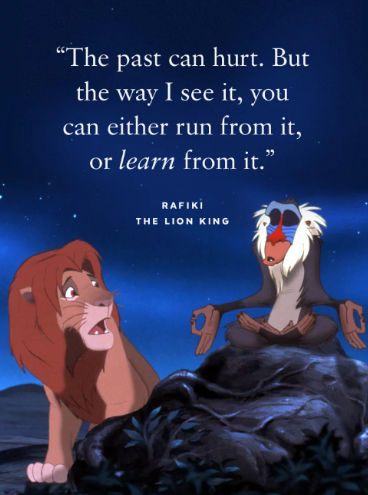 “The past can hurt. But
the way I see it, you
can either run from it,
or learn from it.”
RAFIKI
THE LION KING